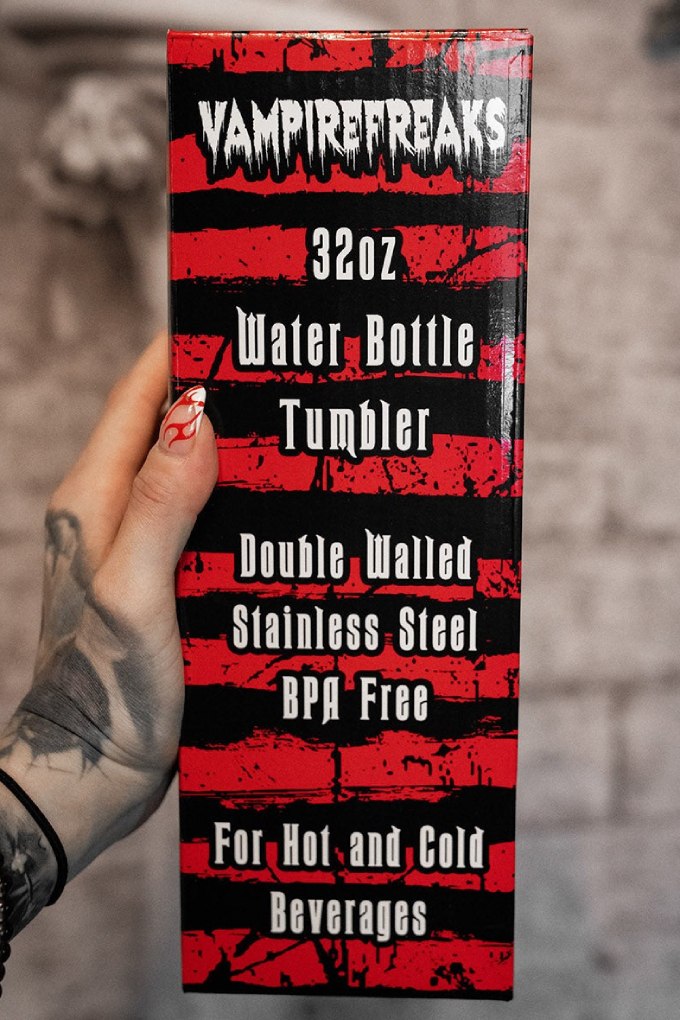 VAMPIREFREAKS
32oz
Water Bottle
Tumbler
Double Walled
Stainless Steel
BPA Free
For Hot and Cold
Beverages